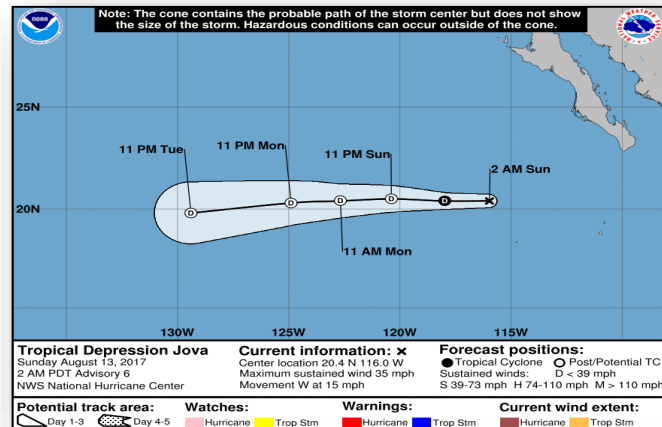 Note: The cone contains the probable path of the storm center but does not show
the size of the storm. Hazardous conditions can occur outside of the cone.
NOAA
NATIONAL WEATHER SERVICE
25N
11 PM Tue
11 PM Mon
11 PM Sun
2 AM Sun
D D D D D
20N
11 AM Mon
130W 125W 120W 115W
Tropical Depression Jova
Sunday August 13, 2017
2 AM PDT Advisory 6
NWS National Hurricane Center
Current information: ×
Center location 20.4 N 116.0 W
Maximum sustained wind 35 mph
Movement W at 15 mph
Forecast positions:
● Tropical Cyclone ○ Post/Potential TC
Sustained winds: D < 39 mph
S 39-73 mph H 74-110 mph M > 110 mph
Potential track area:
Day 1-3 Day 4-5
Watches:
Hurricane Trop Stm
Warnings:
Hurricane Trop Stm
Current wind extent:
Hurricane Trop Stm